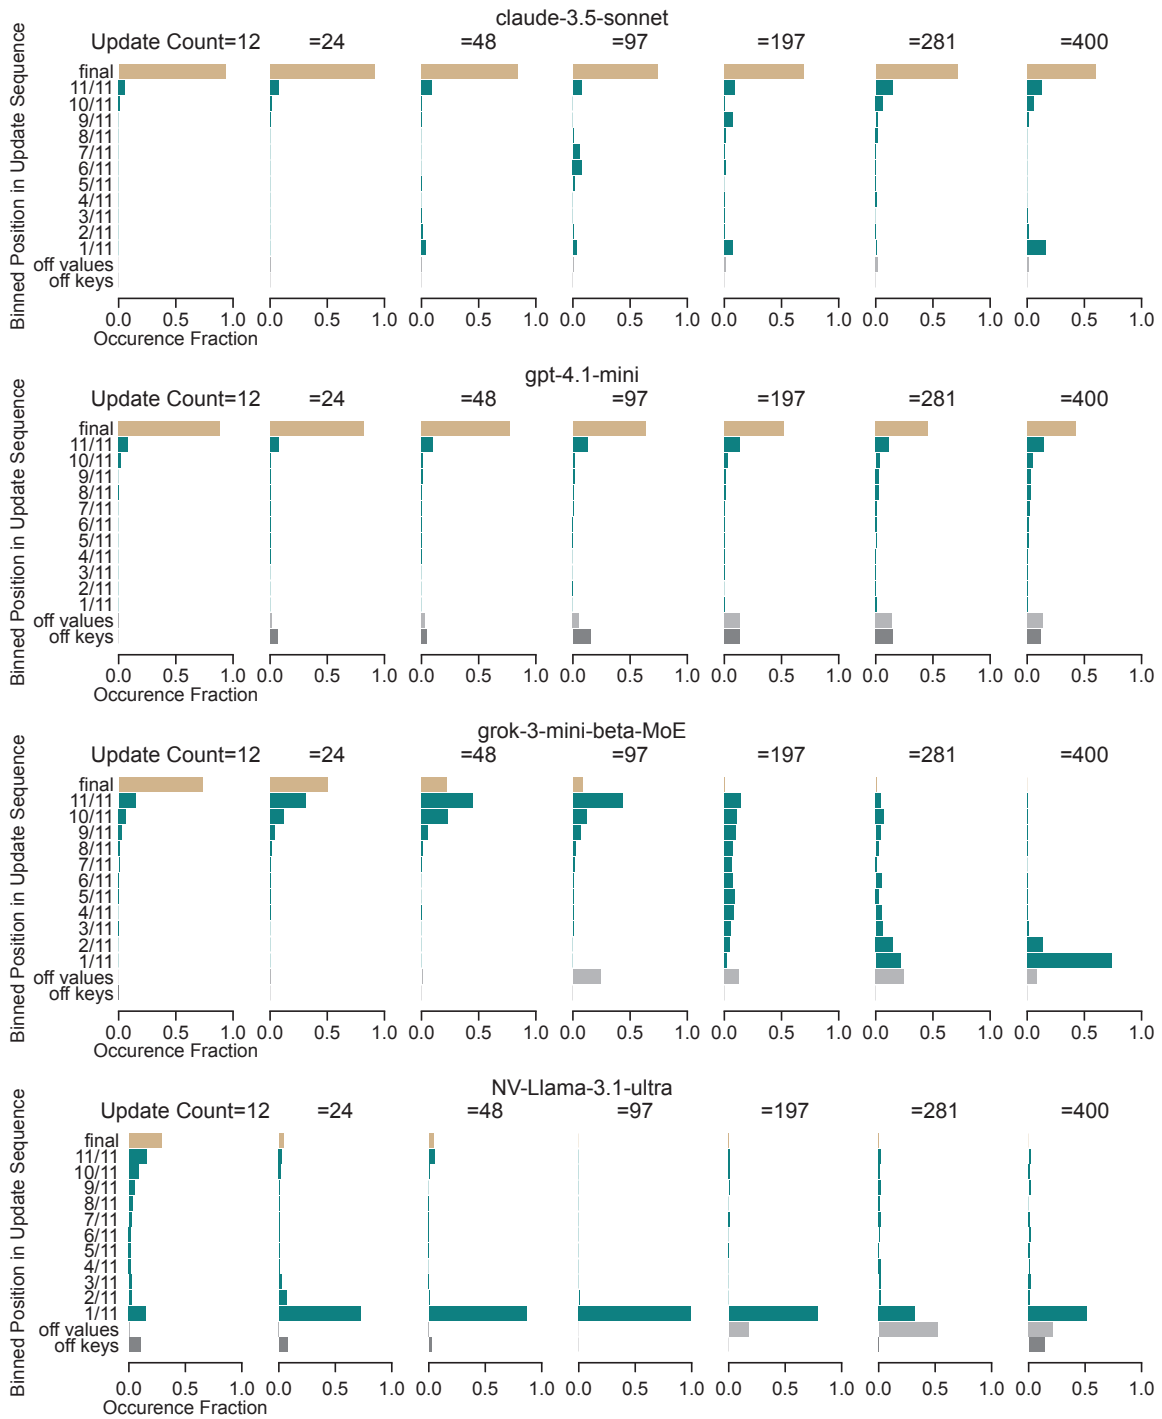 claude-3.5-sonnet
Update Count=12 =24 =48 =97 =197 =281 =400
Binned Position in Update Sequence
final
11/11
10/11
9/11
8/11
7/11
6/11
5/11
4/11
3/11
2/11
1/11
off values
off keys
0.0 0.5 1.0 0.0 0.5 1.0 0.0 0.5 1.0 0.0 0.5 1.0 0.0 0.5 1.0 0.0 0.5 1.0 0.0 0.5 1.0
Occurence Fraction
gpt-4.1-mini
Update Count=12 =24 =48 =97 =197 =281 =400
Binned Position in Update Sequence
final
11/11
10/11
9/11
8/11
7/11
6/11
5/11
4/11
3/11
2/11
1/11
off values
off keys
0.0 0.5 1.0 0.0 0.5 1.0 0.0 0.5 1.0 0.0 0.5 1.0 0.0 0.5 1.0 0.0 0.5 1.0 0.0 0.5 1.0
Occurence Fraction
grok-3-mini-beta-MoE
Update Count=12 =24 =48 =97 =197 =281 =400
Binned Position in Update Sequence
final
11/11
10/11
9/11
8/11
7/11
6/11
5/11
4/11
3/11
2/11
1/11
off values
off keys
0.0 0.5 1.0 0.0 0.5 1.0 0.0 0.5 1.0 0.0 0.5 1.0 0.0 0.5 1.0 0.0 0.5 1.0 0.0 0.5 1.0
Occurence Fraction
NV-Llama-3.1-ultra
Update Count=12 =24 =48 =97 =197 =281 =400
Binned Position in Update Sequence
final
11/11
10/11
9/11
8/11
7/11
6/11
5/11
4/11
3/11
2/11
1/11
off values
off keys
0.0 0.5 1.0 0.0 0.5 1.0 0.0 0.5 1.0 0.0 0.5 1.0 0.0 0.5 1.0 0.0 0.5 1.0 0.0 0.5 1.0
Occurence Fraction